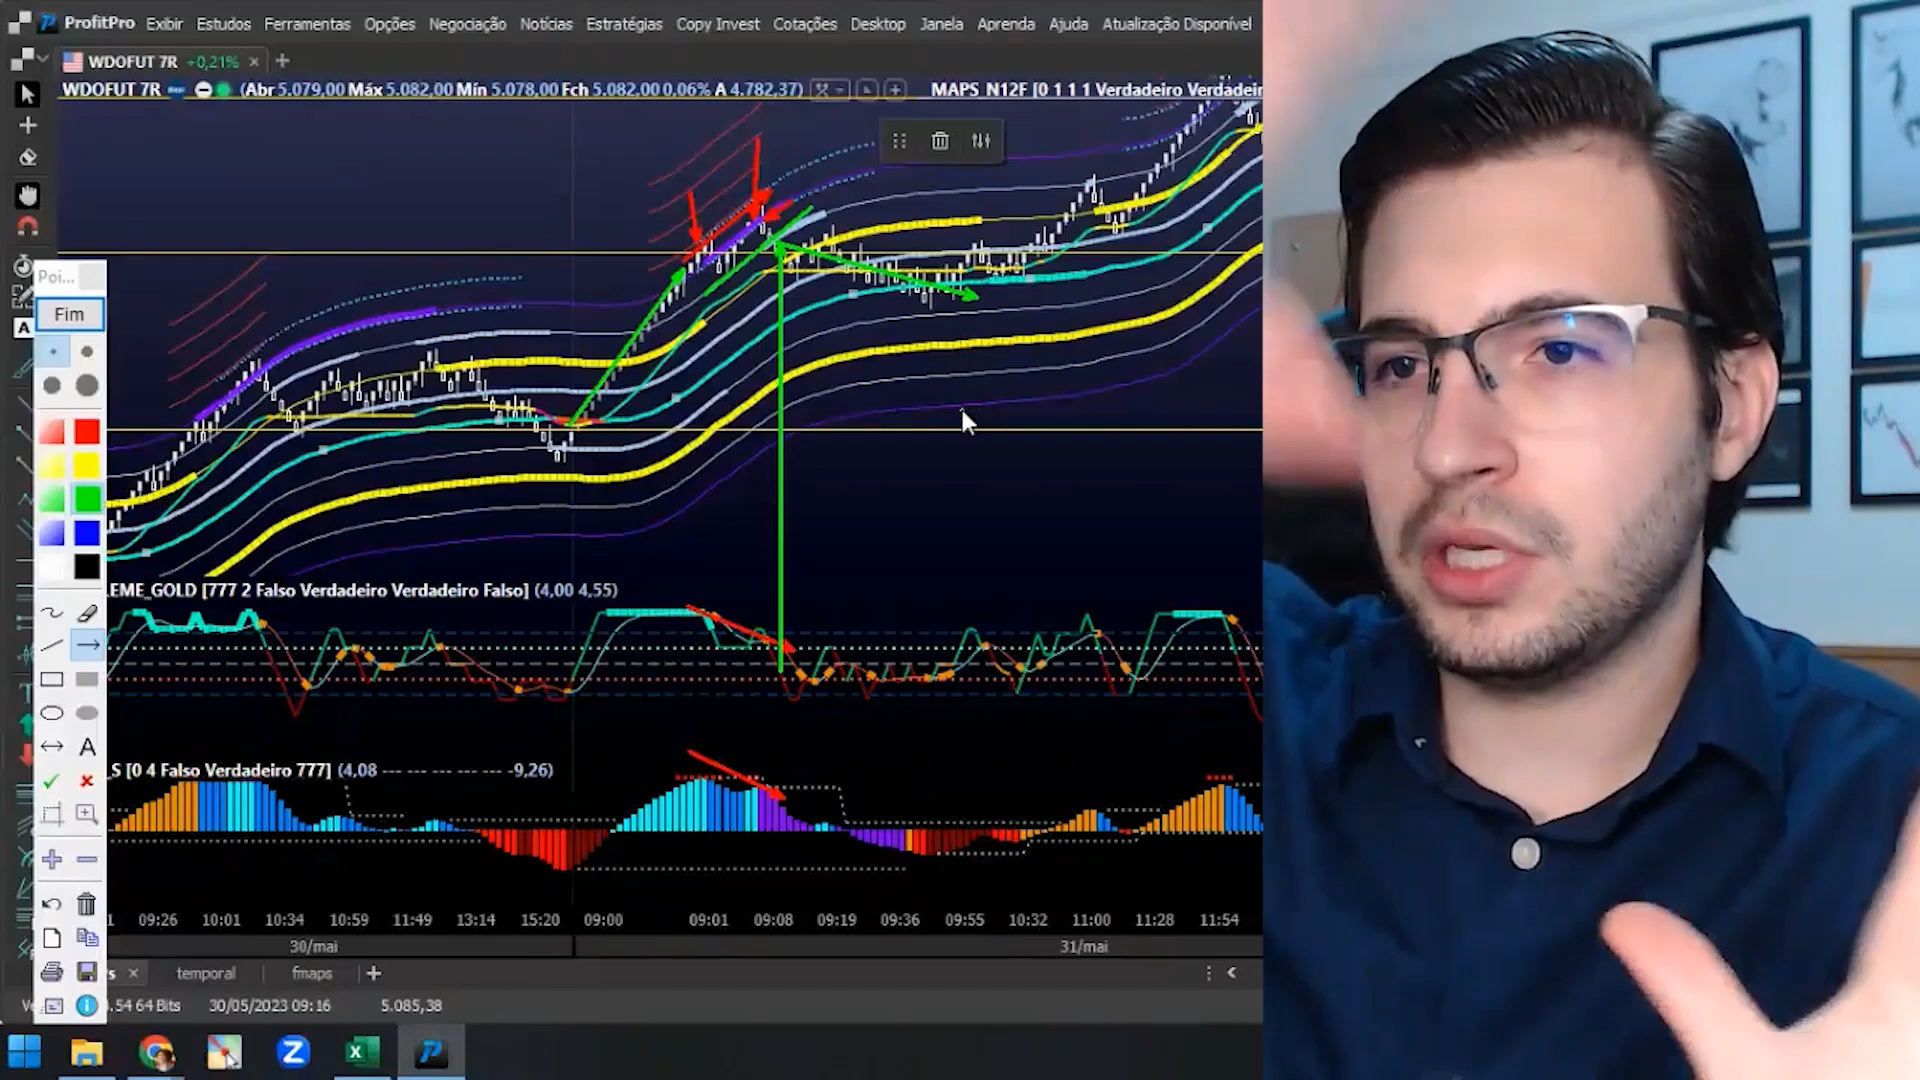 ProfitPro Exibir Estudos Ferramentas Opções Negociação Notícias Estratégias Copy Invest Cotações Desktop Janela Aprenda Ajuda Atualização Disponível
WDOFUT 7R +0,21%
WDOFUT 7R (Abr 5.079,00 Máx 5.082,00 Mín 5.078,00 Fch 5.082,00 0,06% A 4.782,37) MAPS_N12F [0 1 1 1 Verdadeiro Verdadeir
Poi...
Fim
A
A
EME_GOLD [777 2 Falso Verdadeiro Verdadeiro Falso] (4,00 4,55)
_S [0 4 Falso Verdadeiro 777] (4,08 -9,26)
09:26 10:01 10:34 10:59 11:49 13:14 15:20 09:00 09:01 09:08 09:19 09:36 09:55 10:32 11:00 11:28 11:54
30/mai 31/mai
temporal fmaps
.54 64 Bits 30/05/2023 09:16 5.085,38